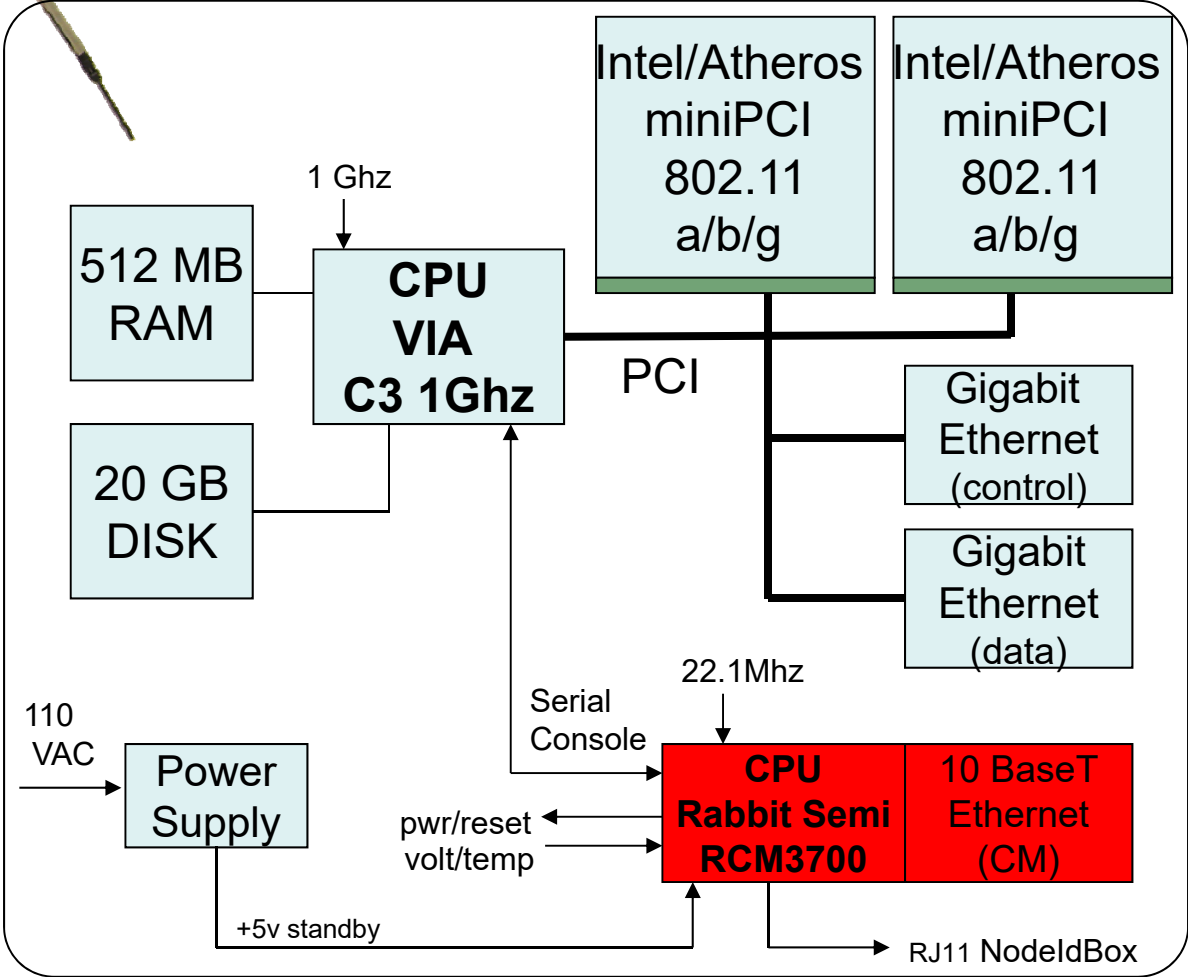 Intel/Atheros
miniPCI
802.11
a/b/g
Intel/Atheros
miniPCI
802.11
a/b/g
1 Ghz
512 MB
RAM
CPU
VIA
C3 1Ghz
PCI
Gigabit
Ethernet
(control)
20 GB
DISK
Gigabit
Ethernet
(data)
22.1Mhz
Serial
Console
110
VAC
Power
Supply
CPU
Rabbit Semi
RCM3700
10 BaseT
Ethernet
(CM)
pwr/reset
volt/temp
+5v standby
RJ11 NodeIdBox